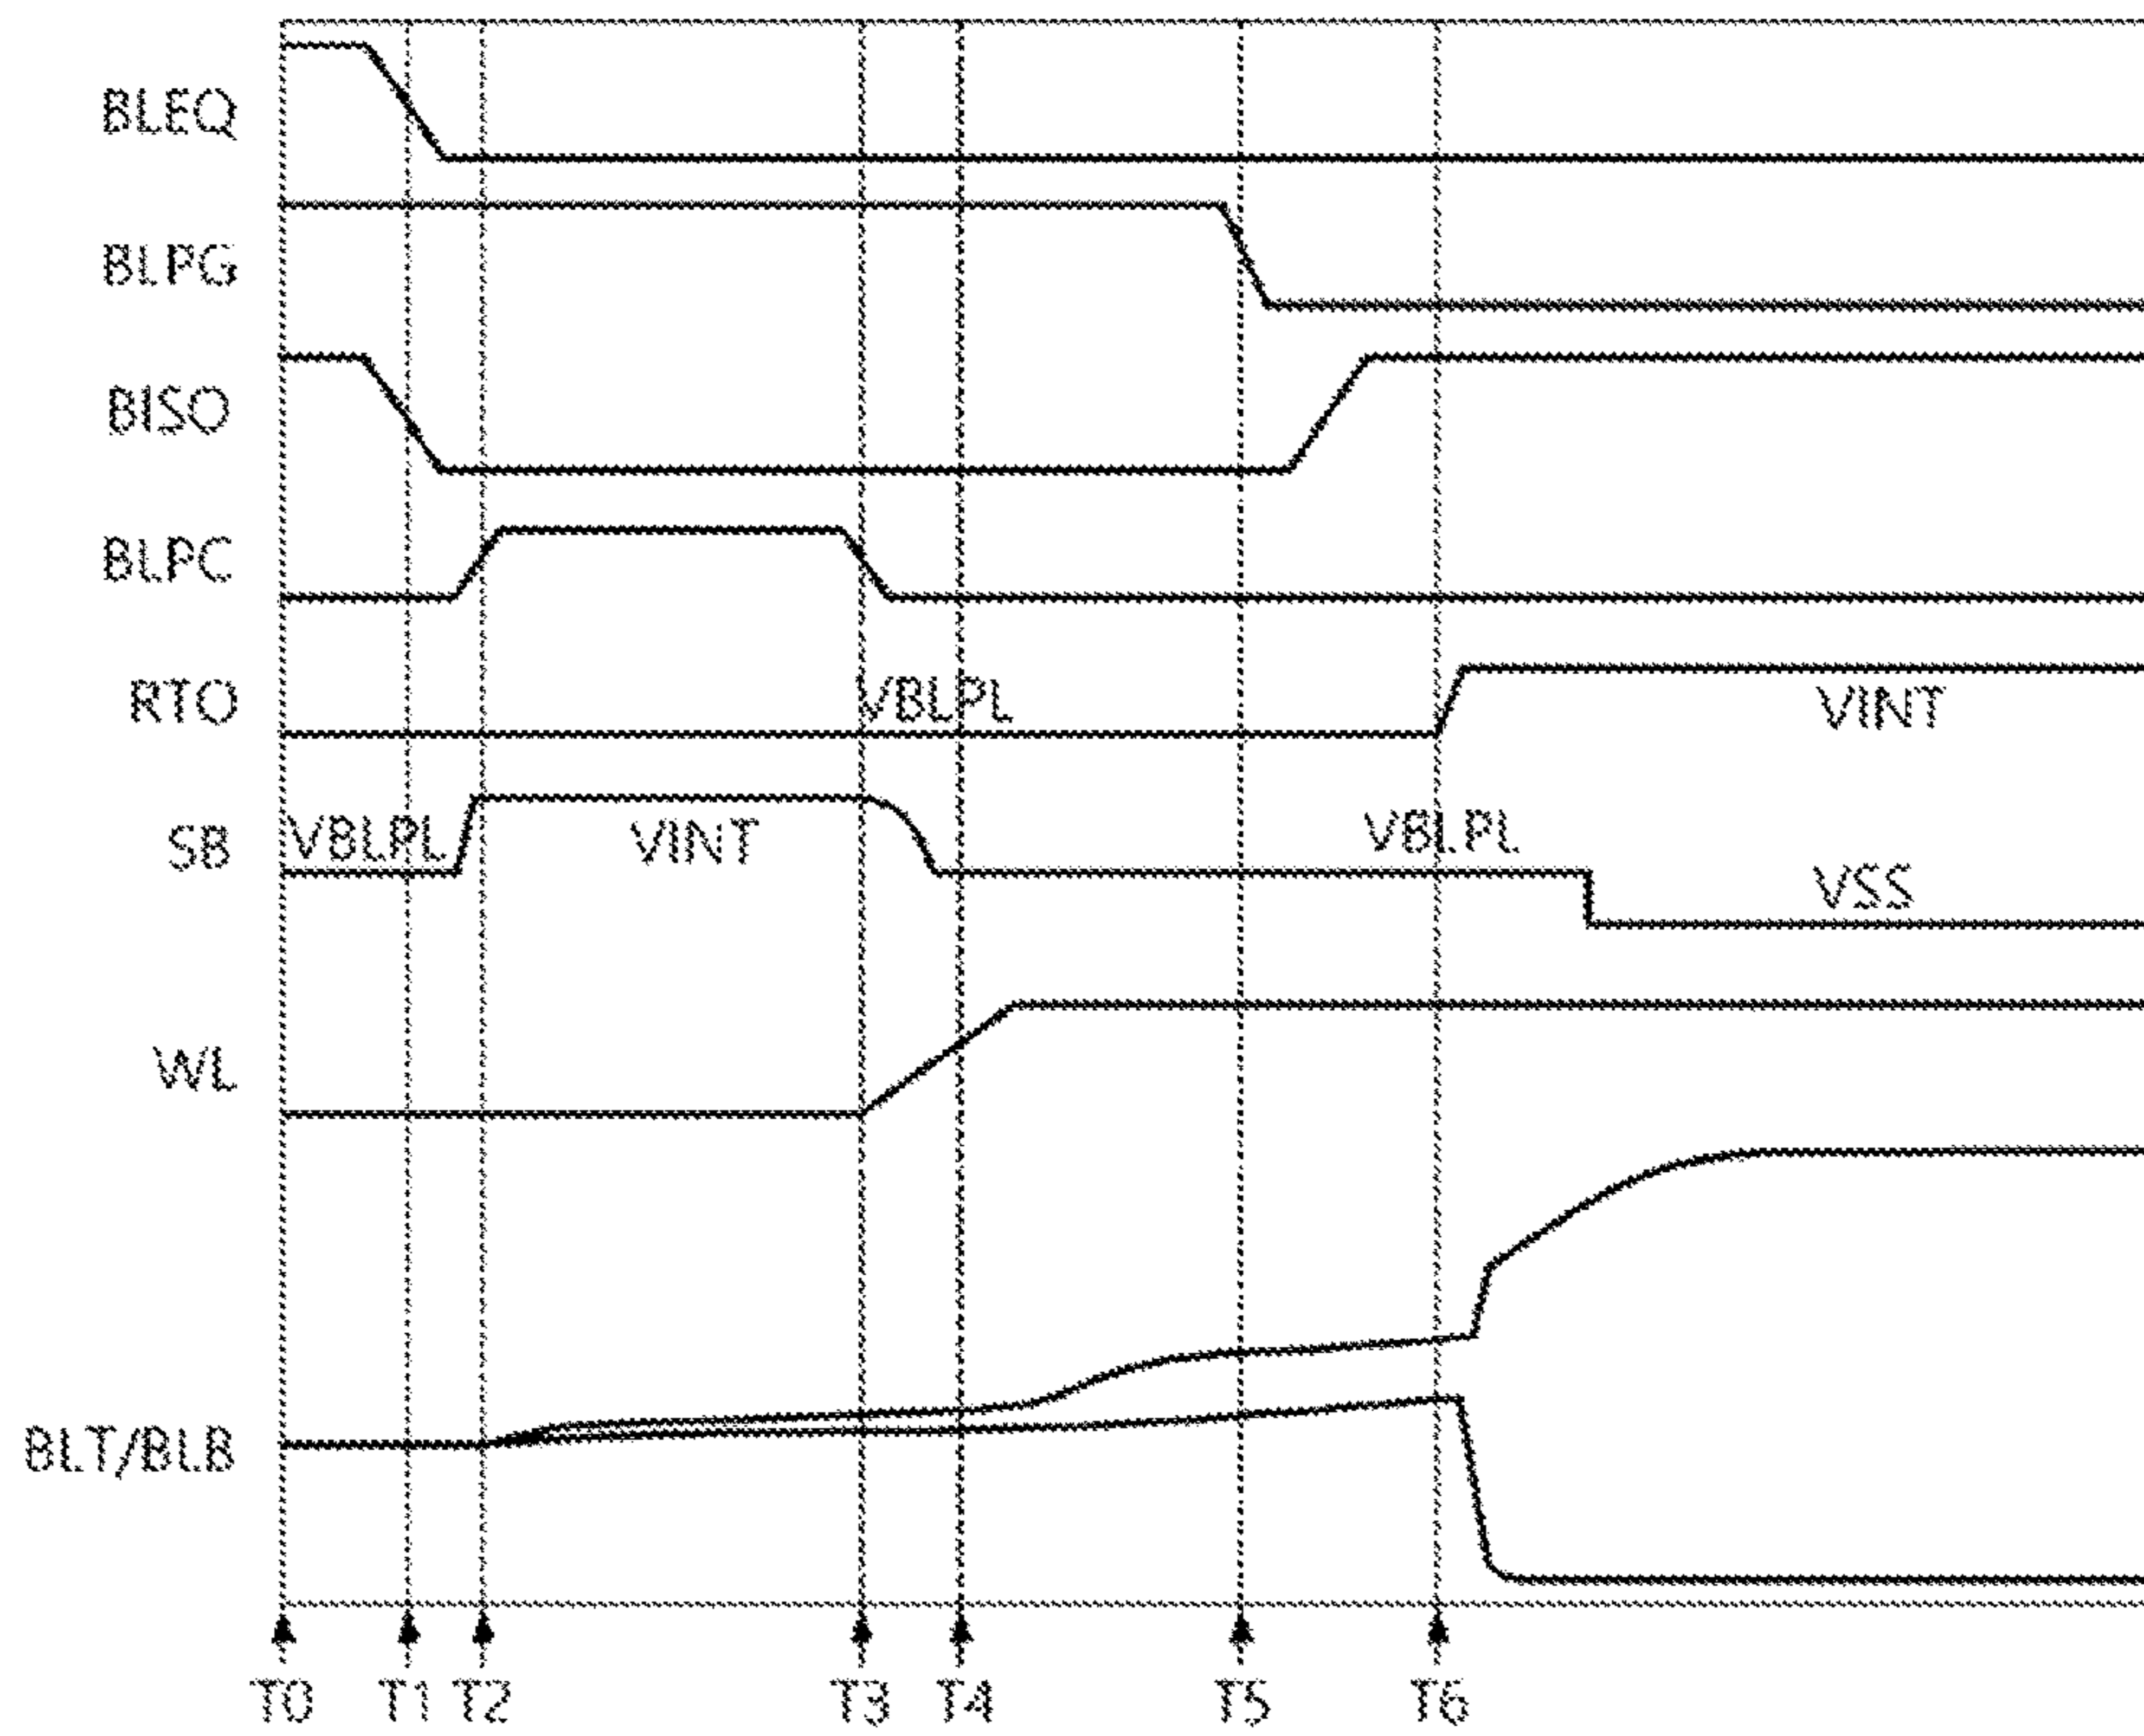 BLEQ
BLPG
BISO
BLPC
RTO VBLPL VINT
SB VBLPL VINT VBLPL VSS
WL
BLT/BLB
T0 T1 T2 T3 T4 T5 T6